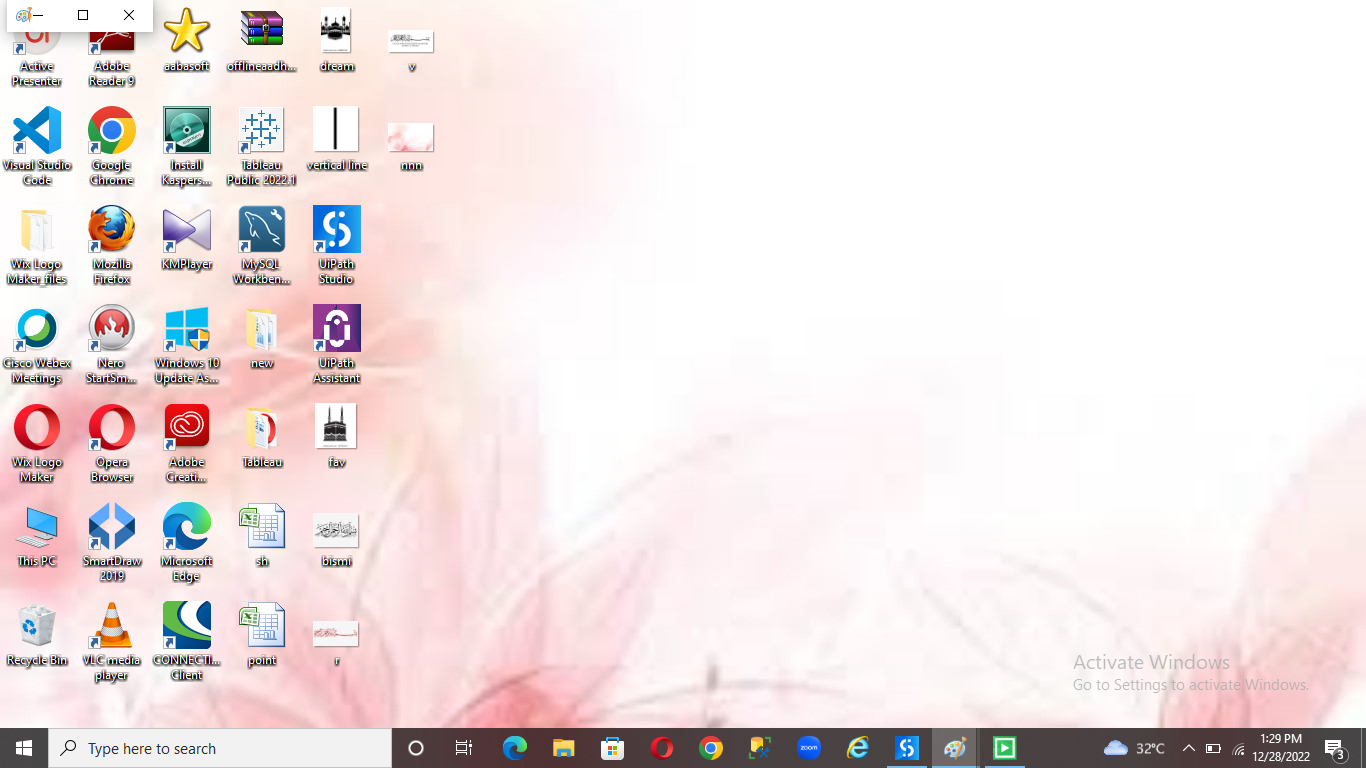 Active
Presenter
Adobe
Reader 9
aabasoft
offlineaadh...
dream
v
Visual Studio
Code
Google
Chrome
Install
Kaspers...
Tableau
Public 2022.1
vertical line
nnn
Wix Logo
Maker_files
Mozilla
Firefox
KMPlayer
MySQL
Workben...
UiPath
Studio
Cisco Webex
Meetings
Nero
StartSm...
Windows 10
Update As...
new
UiPath
Assistant
Wix Logo
Maker
Opera
Browser
Adobe
Creati...
Tableau
fav
This PC
SmartDraw
2019
Microsoft
Edge
sh
bismi
Recycle Bin
VLC media
player
CONNECTI...
Client
point
r
Activate Windows
Go to Settings to activate Windows.
Type here to search
zoom
32°C
1:29 PM
12/28/2022
3